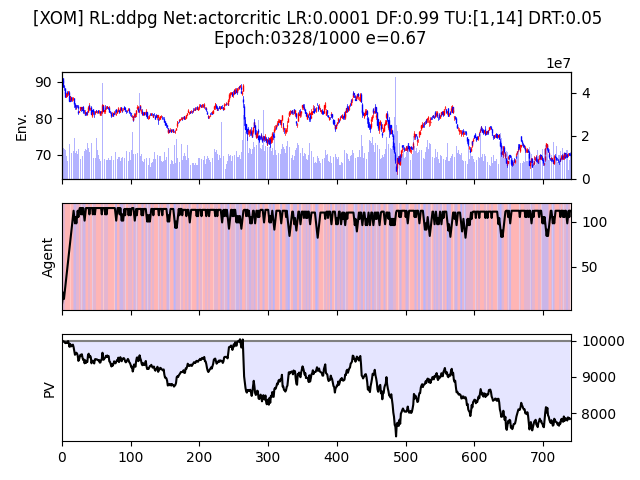 [XOM] RL:ddpg Net:actorcritic LR:0.0001 DF:0.99 TU:[1,14] DRT:0.05
Epoch:0328/1000 e=0.67
1e7
Env.
90
80
70
4
2
0
Agent
100
50
PV
10000
9000
8000
0 100 200 300 400 500 600 700